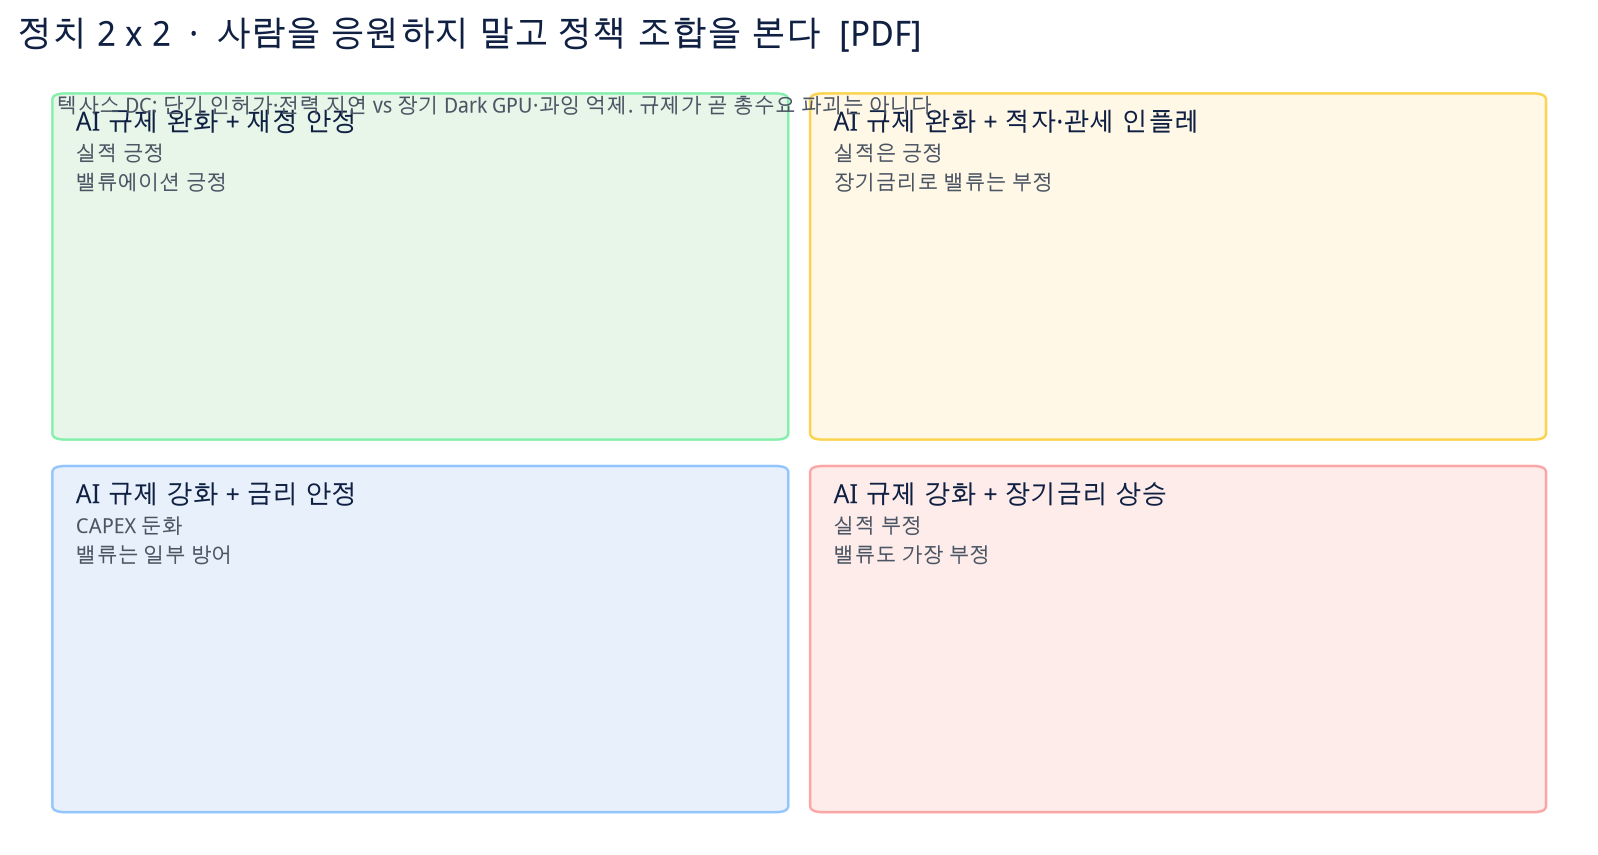 정치 2 x 2 · 사람을 응원하지 말고 정책 조합을 본다 [PDF]
텍사스 DC: 단기 인허가·전력 지연 vs 장기 Dark GPU·과잉 억제. 규제가 곧 총수요 파괴는 아니다.
AI 규제 완화 + 재정 안정
실적 긍정
밸류에이션 긍정
AI 규제 완화 + 적자·관세 인플레
실적은 긍정
장기금리로 밸류는 부정
AI 규제 강화 + 금리 안정
CAPEX 둔화
밸류는 일부 방어
AI 규제 강화 + 장기금리 상승
실적 부정
밸류도 가장 부정